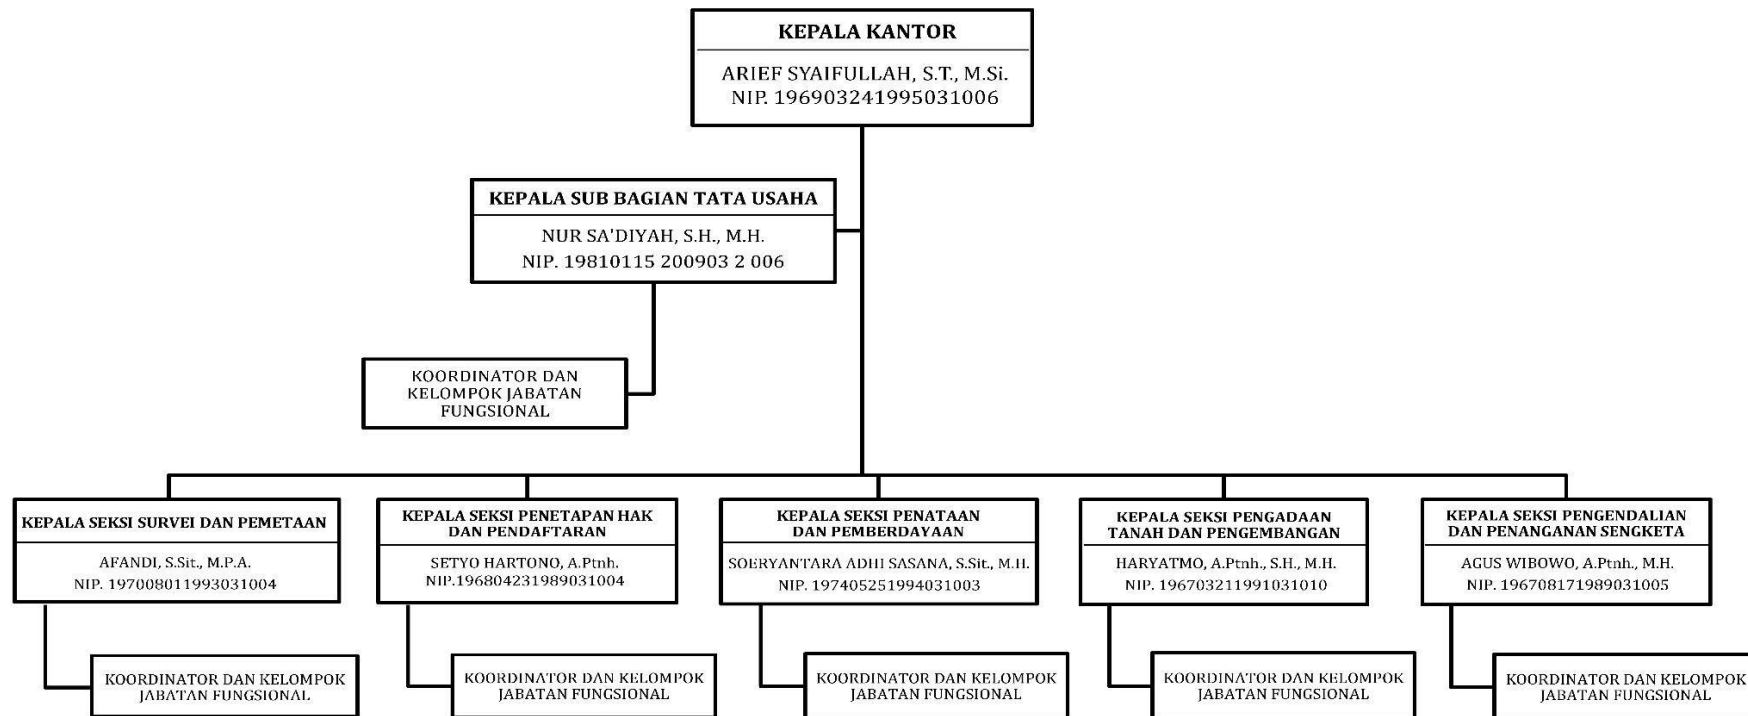 KEPALA KANTOR
ARIEF SYAIFULLAH, S.T., M.Si.
NIP. 196903241995031006
KEPALA SUB BAGIAN TATA USAHA
NUR SA'DIYAH, S.H., M.H.
NIP. 19810115 200903 2 006
KOORDINATOR DAN
KELOMPOK JABATAN
FUNGSIONAL
KEPALA SEKSI SURVEI DAN PEMETAAN
AFANDI, S.Sit., M.P.A.
NIP. 197008011993031004
KOORDINATOR DAN KELOMPOK
JABATAN FUNGSIONAL
KEPALA SEKSI PENETAPAN HAK
DAN PENDAFTARAN
SETYO HARTONO, A.Ptnh.
NIP.196804231989031004
KOORDINATOR DAN KELOMPOK
JABATAN FUNGSIONAL
KEPALA SEKSI PENATAAN
DAN PEMBERDAYAAN
SOERYANTARA ADHI SASANA, S.Sit., M.H.
NIP. 197405251994031003
KOORDINATOR DAN KELOMPOK
JABATAN FUNGSIONAL
KEPALA SEKSI PENGADAAN
TANAH DAN PENGEMBANGAN
HARYATMO, A.Ptnh., S.H., M.H.
NIP. 196703211991031010
KOORDINATOR DAN KELOMPOK
JABATAN FUNGSIONAL
KEPALA SEKSI PENGENDALIAN
DAN PENANGANAN SENGKETA
AGUS WIBOWO, A.Ptnh., M.H.
NIP. 196708171989031005
KOORDINATOR DAN KELOMPOK
JABATAN FUNGSIONAL